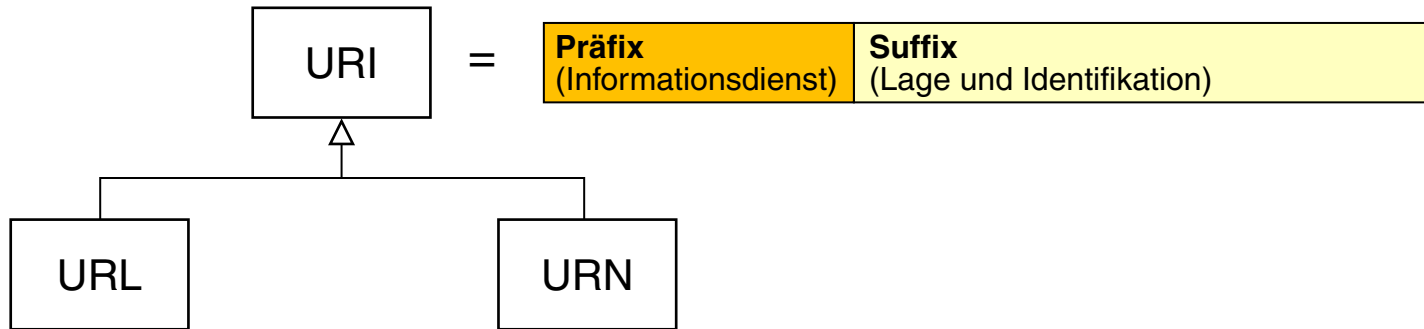 URI
=
Präfix
(Informationsdienst)
Suffix
(Lage und Identifikation)
URL
URN